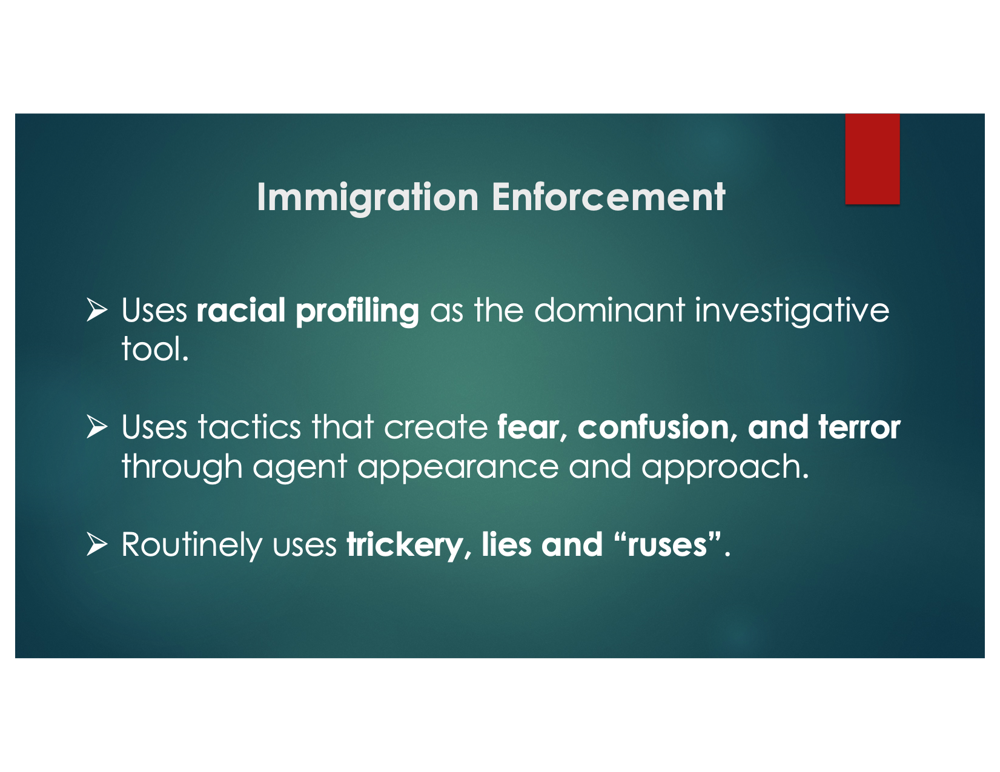 Immigration Enforcement
➢ Uses racial profiling as the dominant investigative
tool.
➢ Uses tactics that create fear, confusion, and terror
through agent appearance and approach.
➢ Routinely uses trickery, lies and “ruses”.